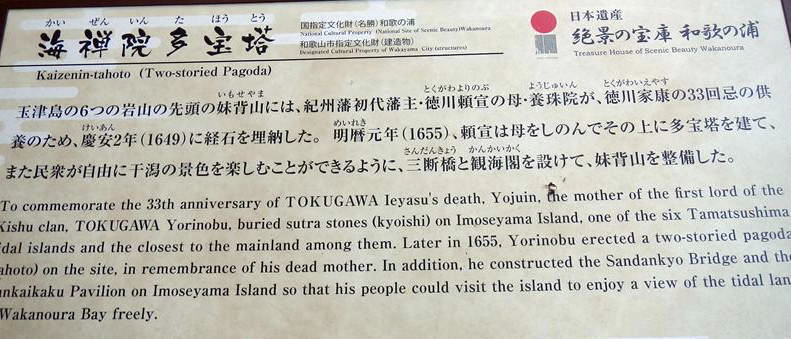 かい ぜん いん た ほう とう
海禅院多宝塔
Kaizenin-tahoto (Two-storied Pagoda)
国指定文化財（名勝）和歌の浦
National Cultural Property (National Site of Scenic Beauty)Wakanoura
和歌山市指定文化財（建造物）
Designated Cultural Property of Wakayama City (structures)
日本遺産
絶景の宝庫 和歌の浦
Treasure House of Scenic Beauty Wakanoura
いもせやま とくがわよりのぶ ようじゅいん とくがわいえやす
玉津島の6つの岩山の先頭の妹背山には、紀州藩初代藩主・徳川頼宣の母・養珠院が、徳川家康の33回忌の供
けいあん めいれき
養のため、慶安2年(1649)に経石を埋納した。明暦元年(1655)、頼宣は母をしのんでその上に多宝塔を建て、
さんだんきょう かんかいかく
また民衆が自由に干潟の景色を楽しむことができるように、三断橋と観海閣を設けて、妹背山を整備した。
To commemorate the 33th anniversary of TOKUGAWA Ieyasu's death, Yojuin, the mother of the first lord of the
Kishu clan, TOKUGAWA Yorinobu, buried sutra stones (kyoishi) on Imoseyama Island, one of the six Tamatsushima
idal islands and the closest to the mainland among them. Later in 1655, Yorinobu erected a two-storied pagoda
ahoto) on the site, in remembrance of his dead mother. In addition, he constructed the Sandankyo Bridge and the
ankaikaku Pavilion on Imoseyama Island so that his people could visit the island to enjoy a view of the tidal lan
Wakanoura Bay freely.